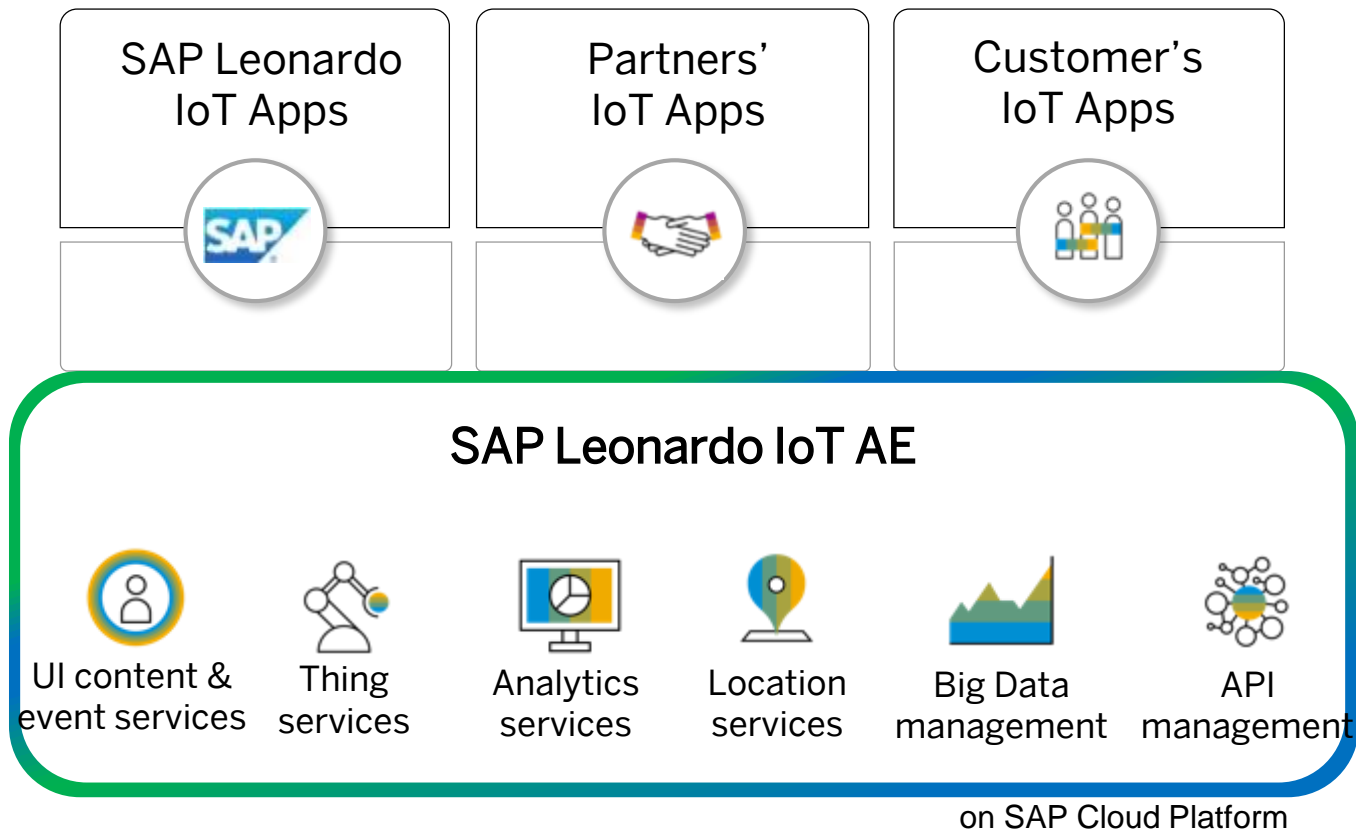 SAP Leonardo
IoT Apps
Partners’
IoT Apps
Customer’s
IoT Apps
SAP
SAP Leonardo IoT AE
UI content &
event services
Thing
services
Analytics
services
Location
services
Big Data
management
API
management
on SAP Cloud Platform